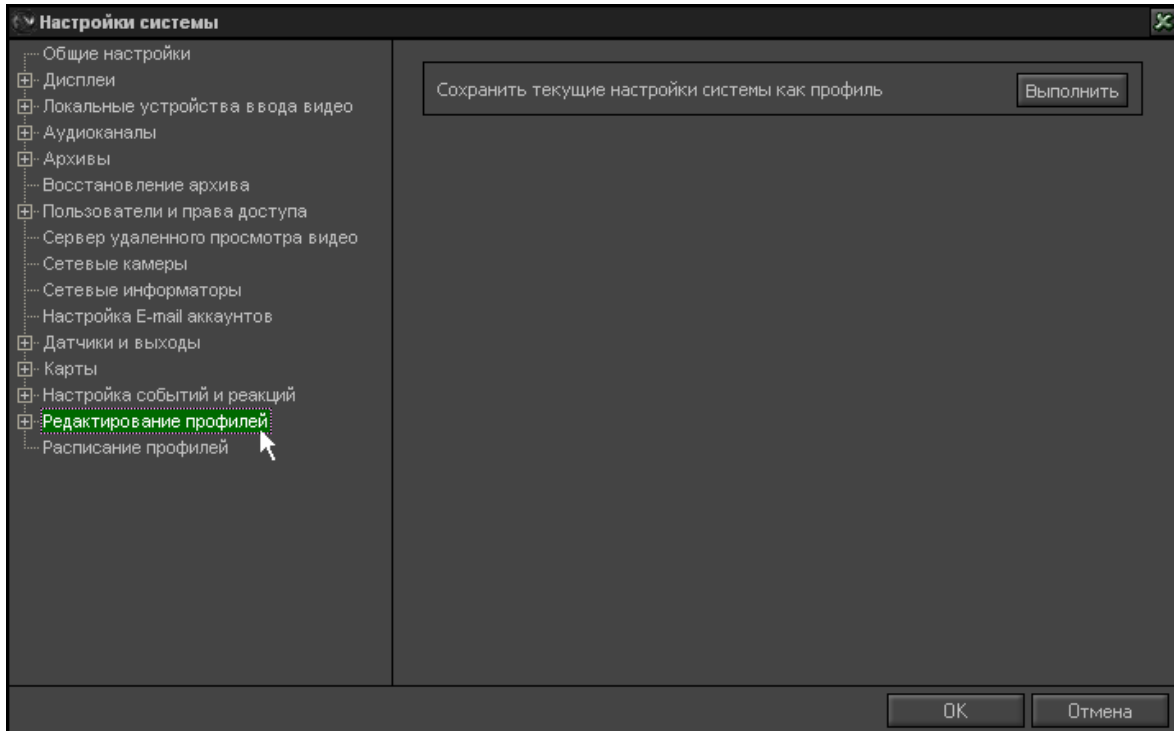 Настройки системы
Общие настройки
Дисплеи
Локальные устройства ввода видео
Аудиоканалы
Архивы
Восстановление архива
Пользователи и права доступа
Сервер удаленного просмотра видео
Сетевые камеры
Сетевые информаторы
Настройка E-mail аккаунтов
Датчики и выходы
Карты
Настройка событий и реакций
Редактирование профилей
Расписание профилей
Сохранить текущие настройки системы как профиль
Выполнить
OK
Отмена